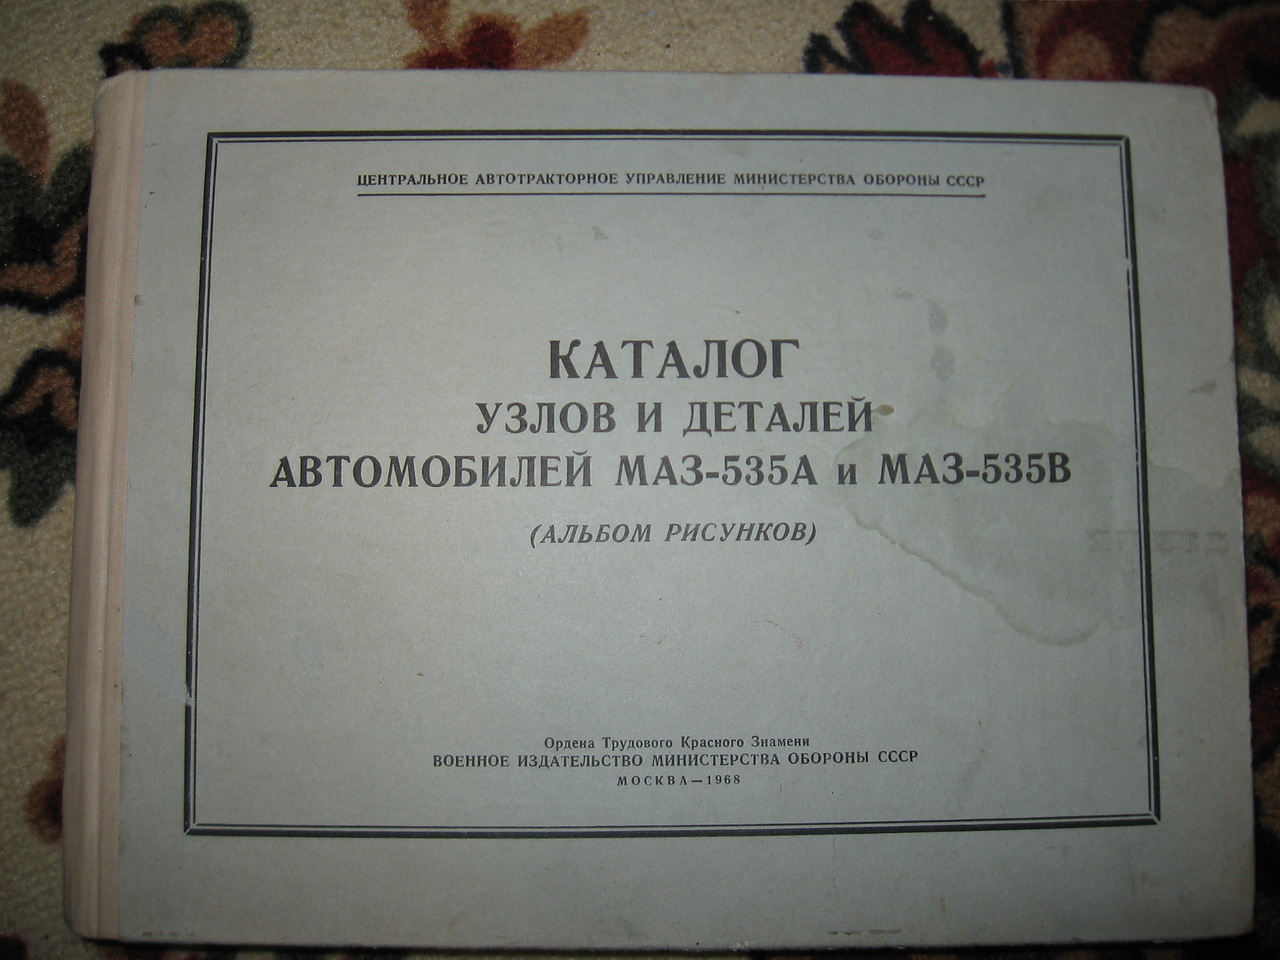 ЦЕНТРАЛЬНОЕ АВТОТРАКТОРНОЕ УПРАВЛЕНИЕ МИНИСТЕРСТВА ОБОРОНЫ СССР
КАТАЛОГ
УЗЛОВ И ДЕТАЛЕЙ
АВТОМОБИЛЕЙ МАЗ-535А и МАЗ-535В
(АЛЬБОМ РИСУНКОВ)
Ордена Трудового Красного Знамени
ВОЕННОЕ ИЗДАТЕЛЬСТВО МИНИСТЕРСТВА ОБОРОНЫ СССР
МОСКВА—1968